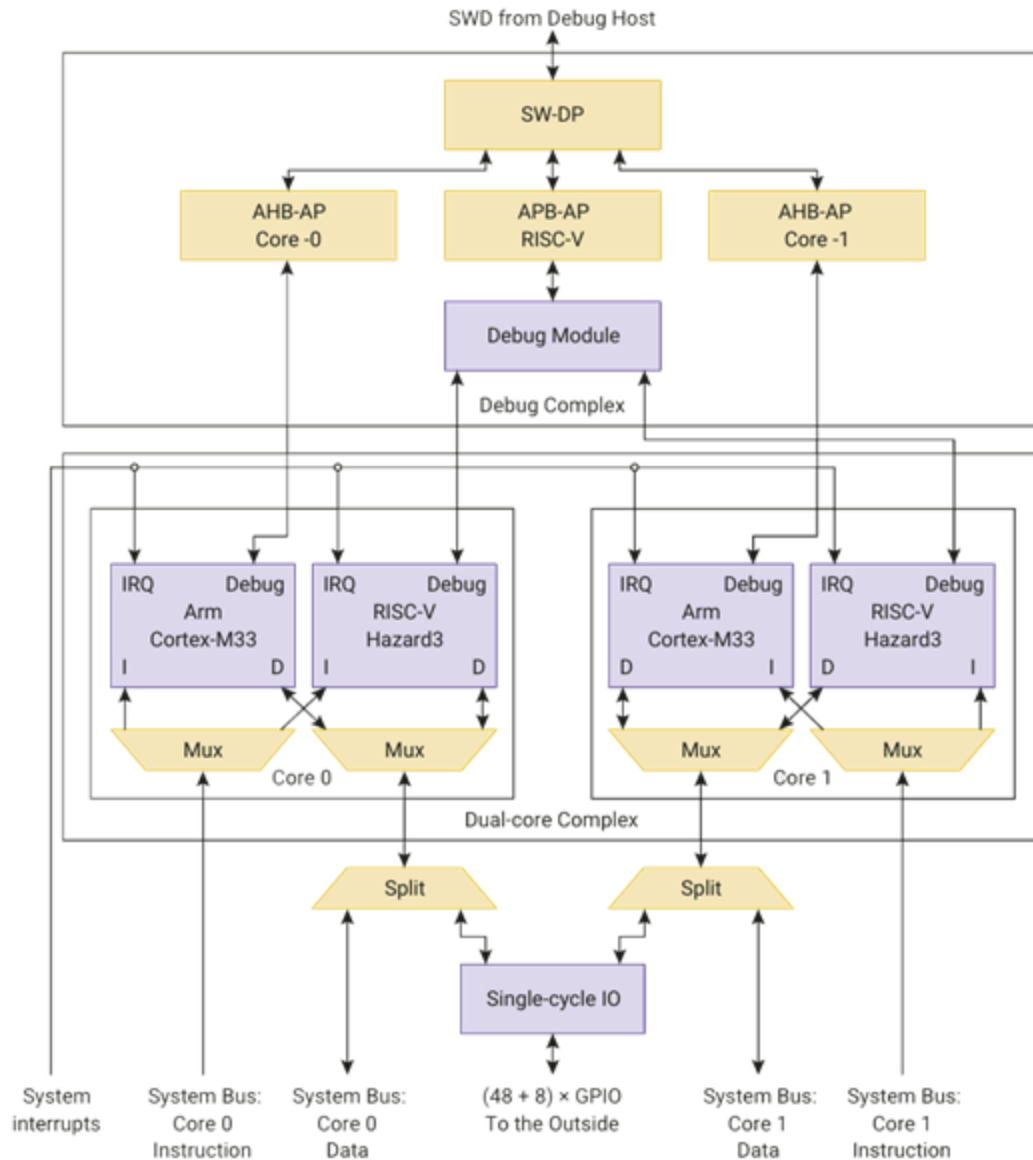 SWD from Debug Host
SW-DP
AHB-AP
Core -0
APB-AP
RISC-V
AHB-AP
Core -1
Debug Module
Debug Complex
IRQ Debug
Arm
Cortex-M33
I D
IRQ Debug
RISC-V
Hazard3
I D
IRQ Debug
Arm
Cortex-M33
D I
IRQ Debug
RISC-V
Hazard3
D I
Mux
Mux
Core 0
Mux
Mux
Core 1
Dual-core Complex
Split
Split
Single-cycle IO
System
interrupts
System Bus:
Core 0
Instruction
System Bus:
Core 0
Data
(48 + 8) × GPIO
To the Outside
System Bus:
Core 1
Data
System Bus:
Core 1
Instruction